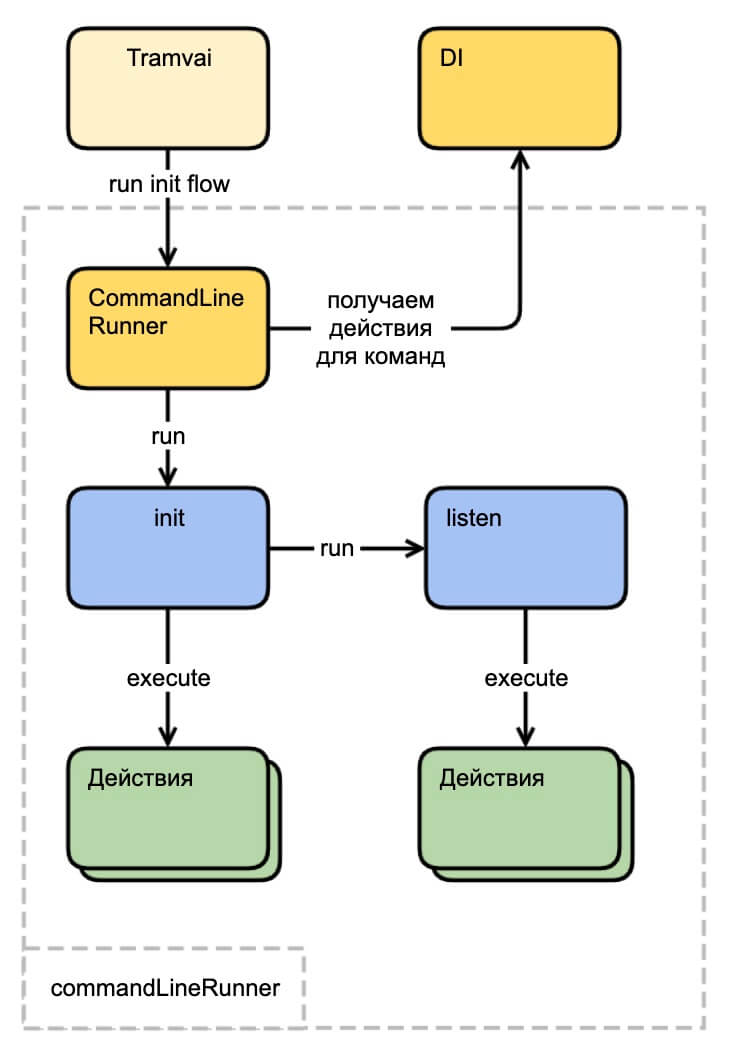 Tramvai
DI
run init flow
CommandLine
Runner
получаем
действия
для команд
run
init
run
listen
execute
execute
Действия
Действия
commandLineRunner